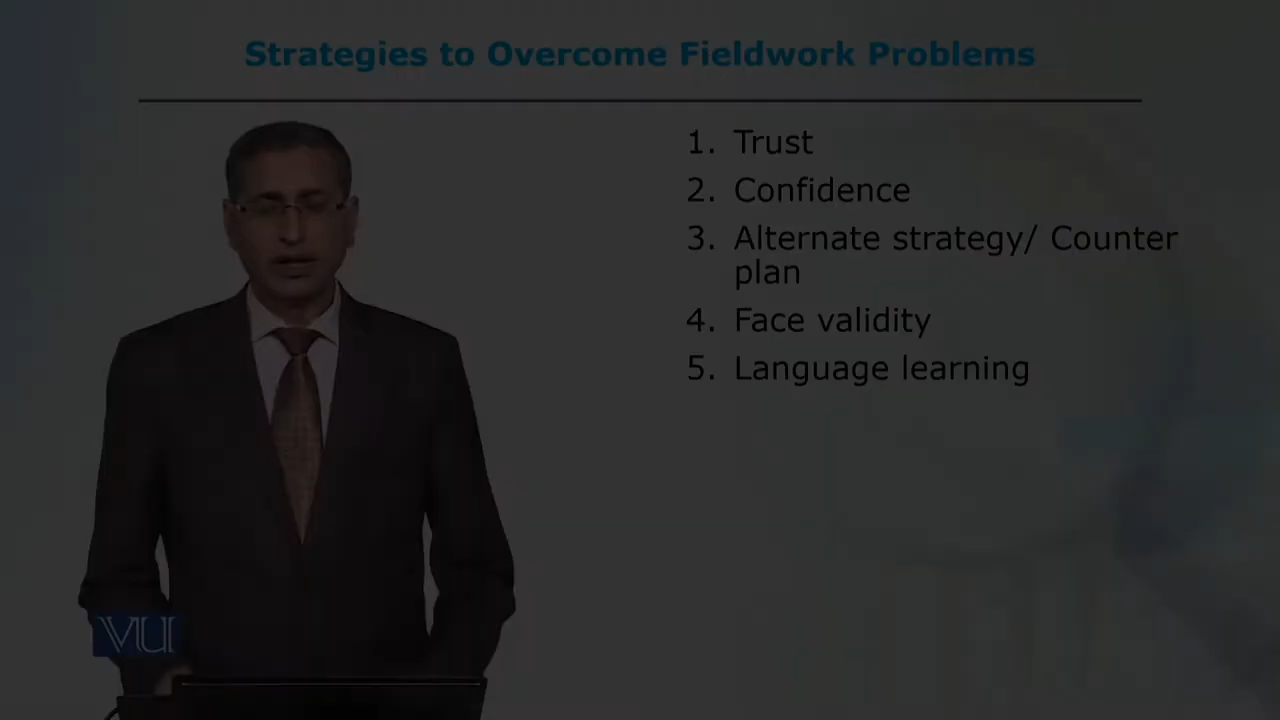 Strategies to Overcome Fieldwork Problems
1. Trust
2. Confidence
3. Alternate strategy/ Counter
plan
4. Face validity
5. Language learning
VU